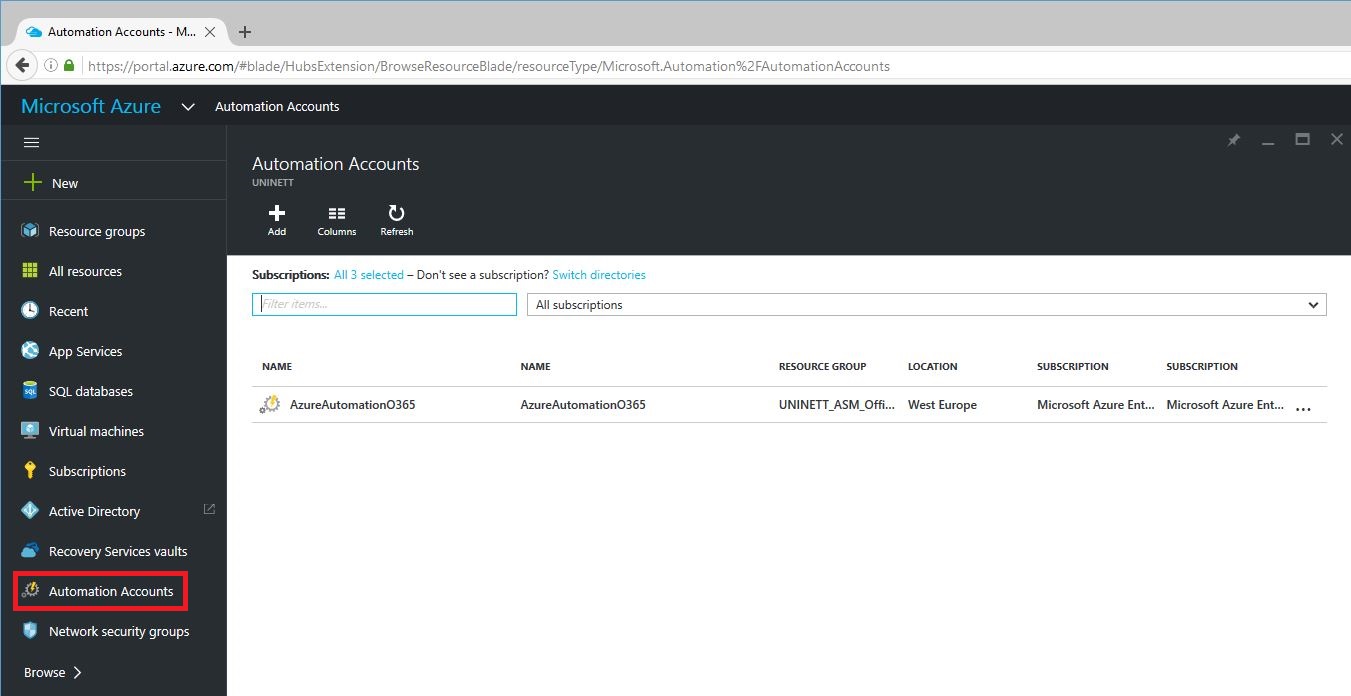 Automation Accounts - M...
https://portal.azure.com/#blade/HubsExtension/BrowseResourceBlade/resourceType/Microsoft.Automation%2FAutomationAccounts
Microsoft Azure Automation Accounts
New
Resource groups
All resources
Recent
App Services
SQL databases
Virtual machines
Subscriptions
Active Directory
Recovery Services vaults
Automation Accounts
Network security groups
Browse
Automation Accounts
UNINETT
Add Columns Refresh
Subscriptions: All 3 selected – Don't see a subscription? Switch directories
Filter items... All subscriptions
NAME NAME RESOURCE GROUP LOCATION SUBSCRIPTION SUBSCRIPTION
AzureAutomationO365 AzureAutomationO365 UNINETT_ASM_Offi... West Europe Microsoft Azure Ent... Microsoft Azure Ent... ...